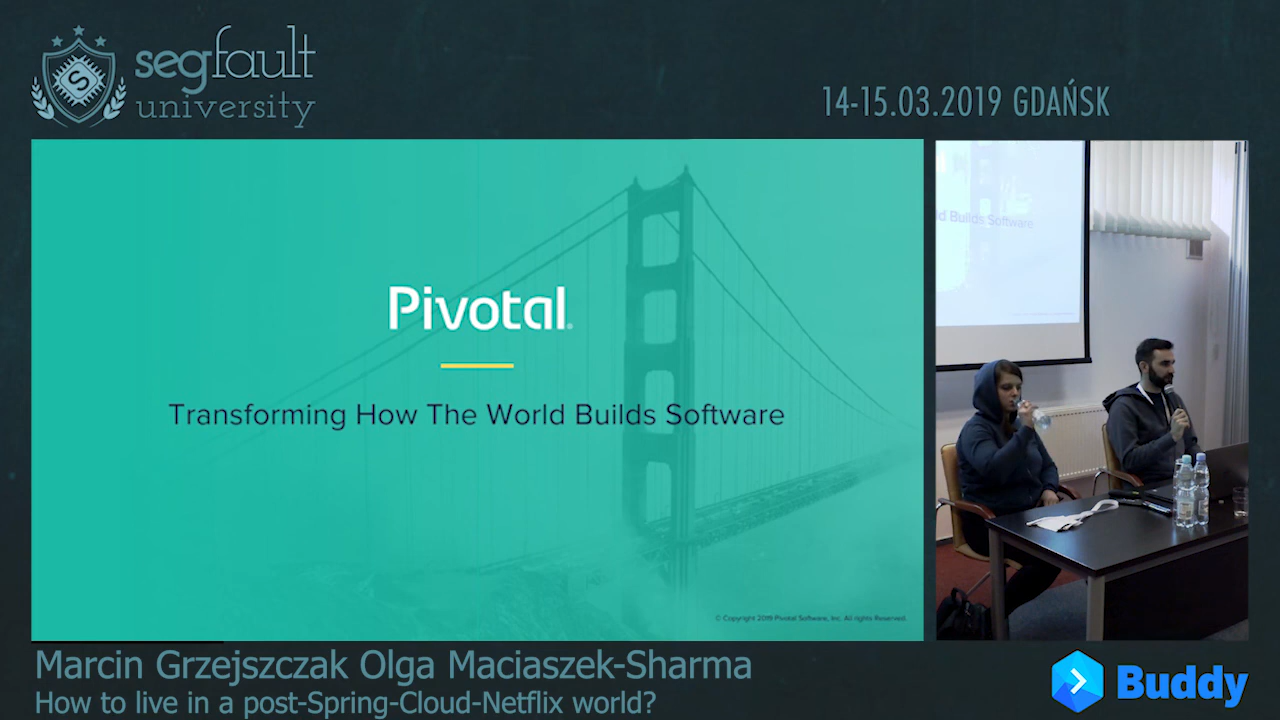 segfault
university
S
14-15.03.2019 GDAŃSK
Pivotal
Transforming How The World Builds Software
© Copyright 2019 Pivotal Software, Inc. All rights Reserved.
ld Builds Software
Marcin Grzejszczak Olga Maciaszek-Sharma
How to live in a post-Spring-Cloud-Netflix world?
Buddy